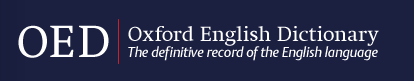 OED
Oxford English Dictionary
The definitive record of the English language